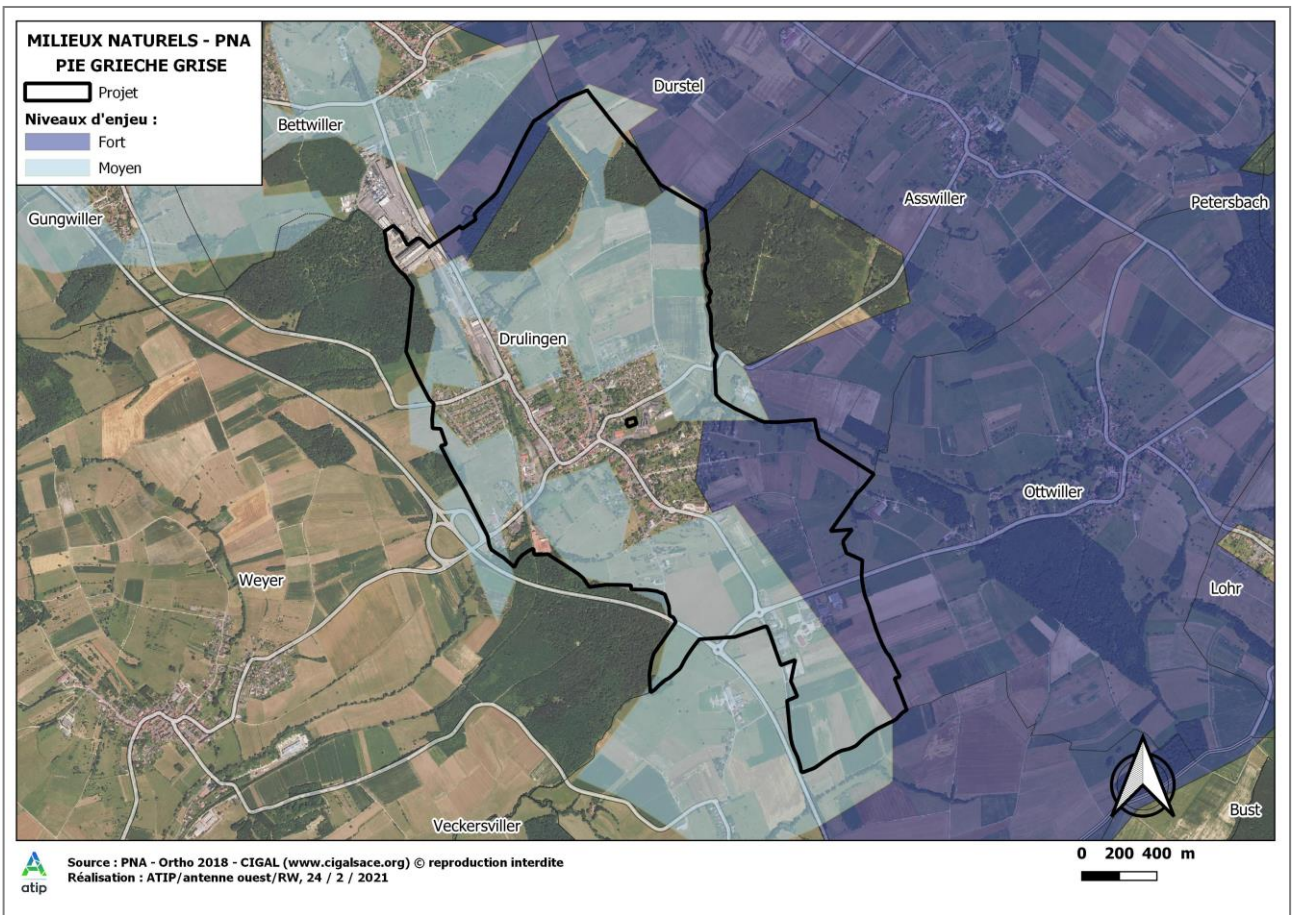 MILIEUX NATURELS - PNA
PIE GRIECHE GRISE
Projet
Niveaux d'enjeu :
Fort
Moyen
Durstel
Bettwiller
Asswiller
Petersbach
Gungwiller
Drulingen
Ottwiller
Weyer
Lohr
Veckersviller
Bust
atip
Source : PNA - Ortho 2018 - CIGAL (www.cigalsace.org) © reproduction interdite
Réalisation : ATIP/antenne ouest/RW, 24 / 2 / 2021
0 200 400 m